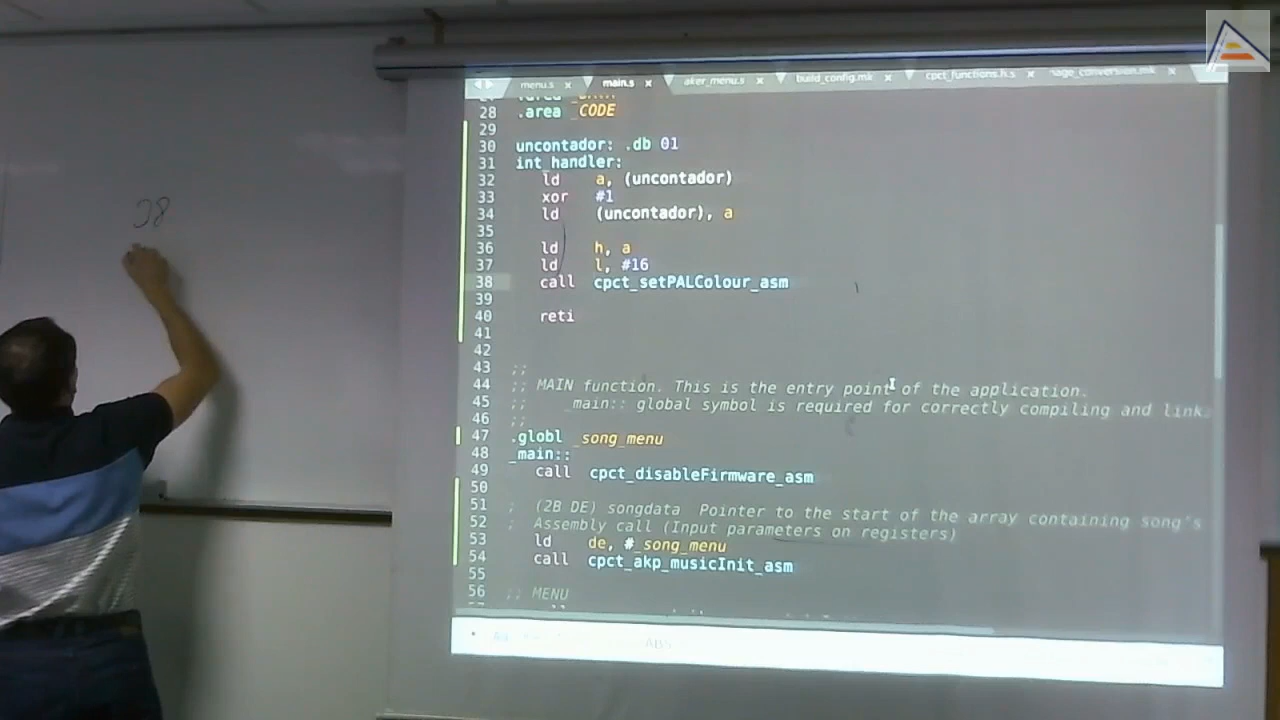 menu.s × main.s × aker_menu.s × build_config.mk × cpct_functions.h.s × age_conversion.mk ×
28 .area _CODE
29
30 uncontador: .db 01
31 int_handler:
32 ld a, (uncontador)
33 xor #1
34 ld (uncontador), a
35
36 ld h, a
37 ld l, #16
38 call cpct_setPALColour_asm
39
40 reti
41
42
43 ;;
44 ;; MAIN function. This is the entry point of the application.
45 ;; _main:: global symbol is required for correctly compiling and link
46 ;;
47 .globl _song_menu
48 _main::
49 call cpct_disableFirmware_asm
50
51 ; (2B DE) songdata Pointer to the start of the array containing song's
52 ; Assembly call (Input parameters on registers)
53 ld de, #_song_menu
54 call cpct_akp_musicInit_asm
55
56 ;; MENU